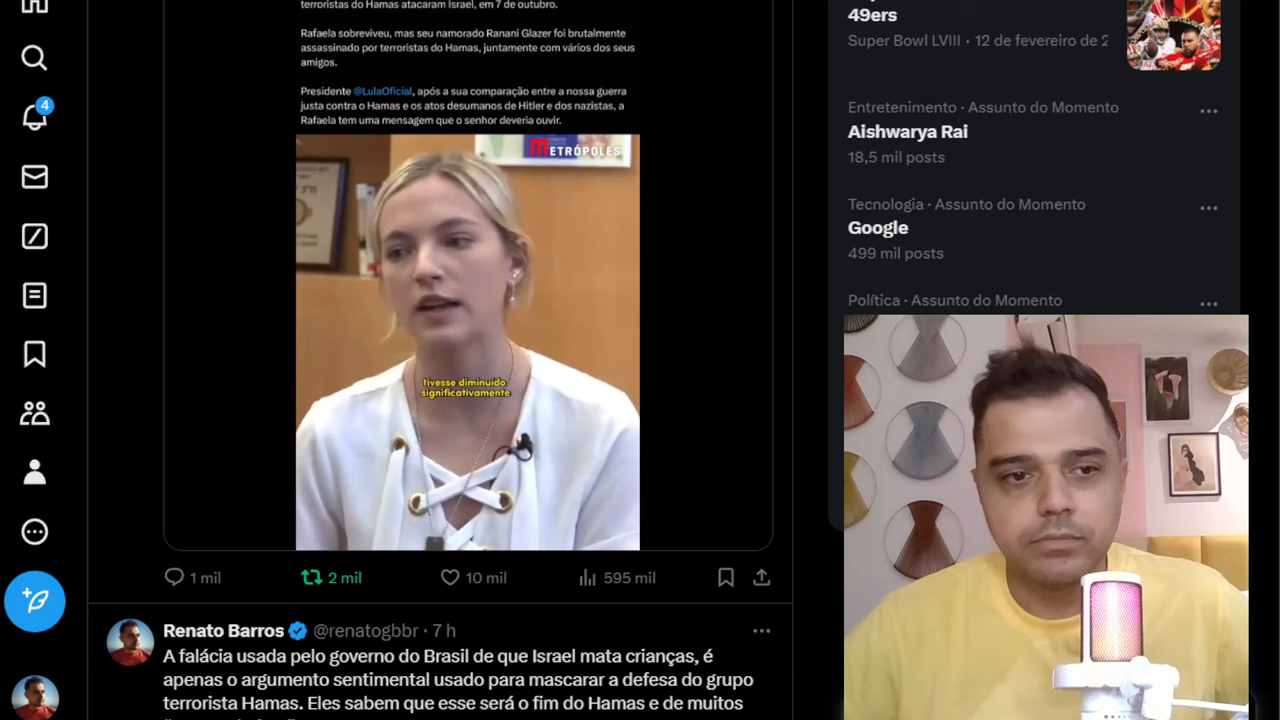 terroristas do Hamas atacaram Israel, em 7 de outubro.
Rafaela sobreviveu, mas seu namorado Ranani Glazer foi brutalmente
assassinado por terroristas do Hamas, juntamente com vários dos seus
amigos.
Presidente @LulaOficial, após a sua comparação entre a nossa guerra
justa contra o Hamas e os atos desumanos de Hitler e dos nazistas, a
Rafaela tem uma mensagem que o senhor deveria ouvir.
METRÓPOLES
tivesse diminuído
significativamente
1 mil
2 mil
10 mil
595 mil
Renato Barros @renatogbbr · 7 h
A falácia usada pelo governo do Brasil de que Israel mata crianças, é
apenas o argumento sentimental usado para mascarar a defesa do grupo
terrorista Hamas. Eles sabem que esse será o fim do Hamas e de muitos
4
49ers
Super Bowl LVIII · 12 de fevereiro de 2
Entretenimento · Assunto do Momento
Aishwarya Rai
18,5 mil posts
Tecnologia · Assunto do Momento
Google
499 mil posts
Política · Assunto do Momento